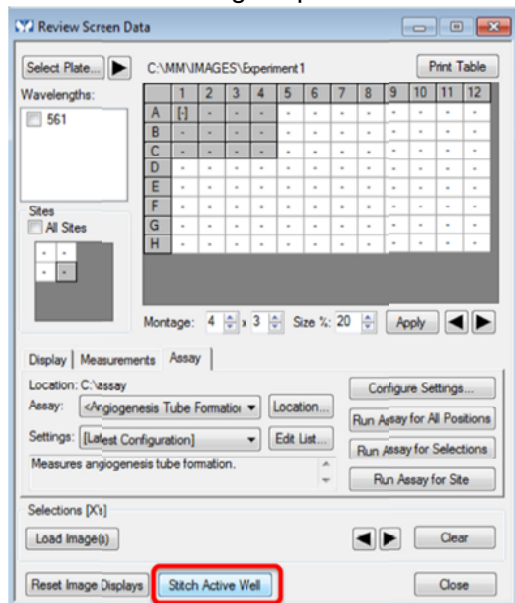 Review Screen Data
Select Plate... C:\MM\IMAGES\Experiment1 Print Table
Wavelengths:
561
1 2 3 4 5 6 7 8 9 10 11 12
A [-] - - - - - - - - - - -
B - - - - - - - - - - - -
C - - - - - - - - - - - -
D - - - - - - - - - - - -
E - - - - - - - - - - - -
F - - - - - - - - - - - -
G - - - - - - - - - - - -
H - - - - - - - - - - - -
Sites
All Sites
- -
- -
Montage: 4 x 3 Size %: 20 Apply
Display Measurements Assay
Location: C:\assay
Configure Settings...
Assay: <Angiogenesis Tube Formation Location...
Run Assay for All Positions
Settings: [Latest Configuration] Edit List...
Run Assay for Selections
Measures angiogenesis tube formation.
Run Assay for Site
Selections [X's]
Load Image(s) Clear
Reset Image Displays Stitch Active Well Close